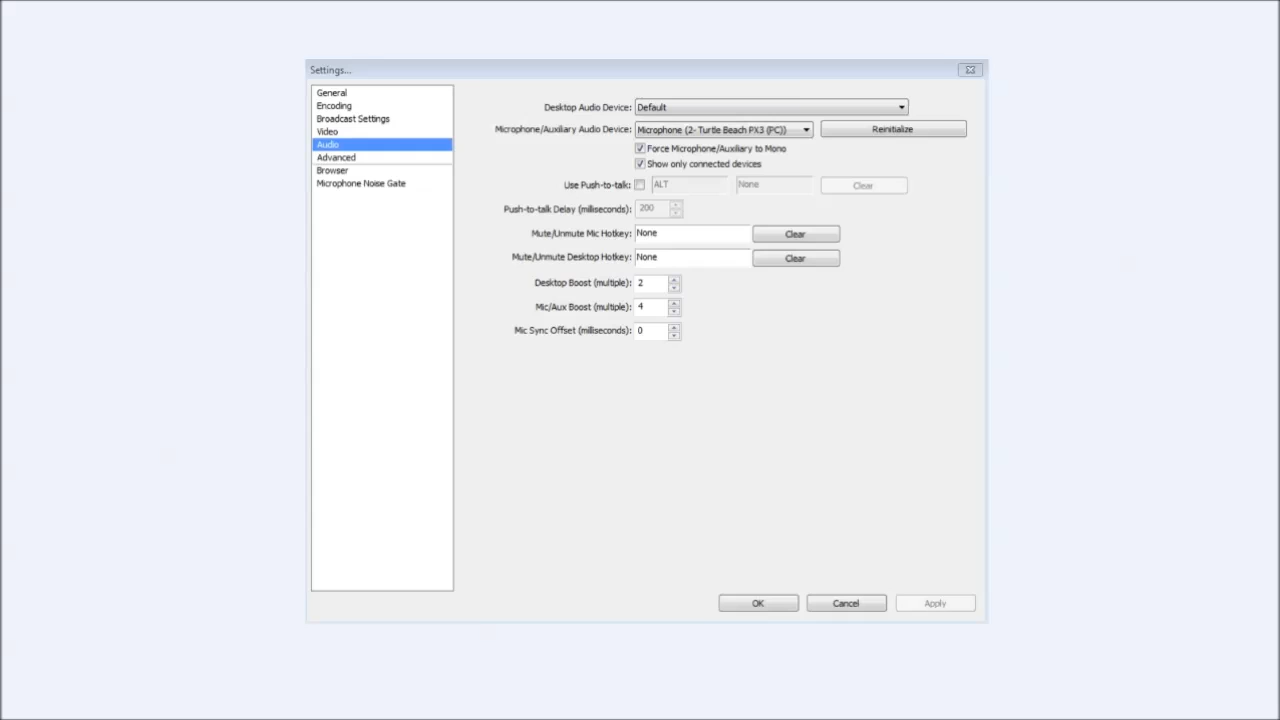 Settings...
General
Encoding
Broadcast Settings
Video
Audio
Advanced
Browser
Microphone Noise Gate
Desktop Audio Device: Default
Microphone/Auxiliary Audio Device: Microphone (2- Turtle Beach PX3 (PC)) Reinitialize
Force Microphone/Auxiliary to Mono
Show only connected devices
Use Push-to-talk: ALT None Clear
Push-to-talk Delay (milliseconds): 200
Mute/Unmute Mic Hotkey: None Clear
Mute/Unmute Desktop Hotkey: None Clear
Desktop Boost (multiple): 2
Mic/Aux Boost (multiple): 4
Mic Sync Offset (milliseconds): 0
OK Cancel Apply